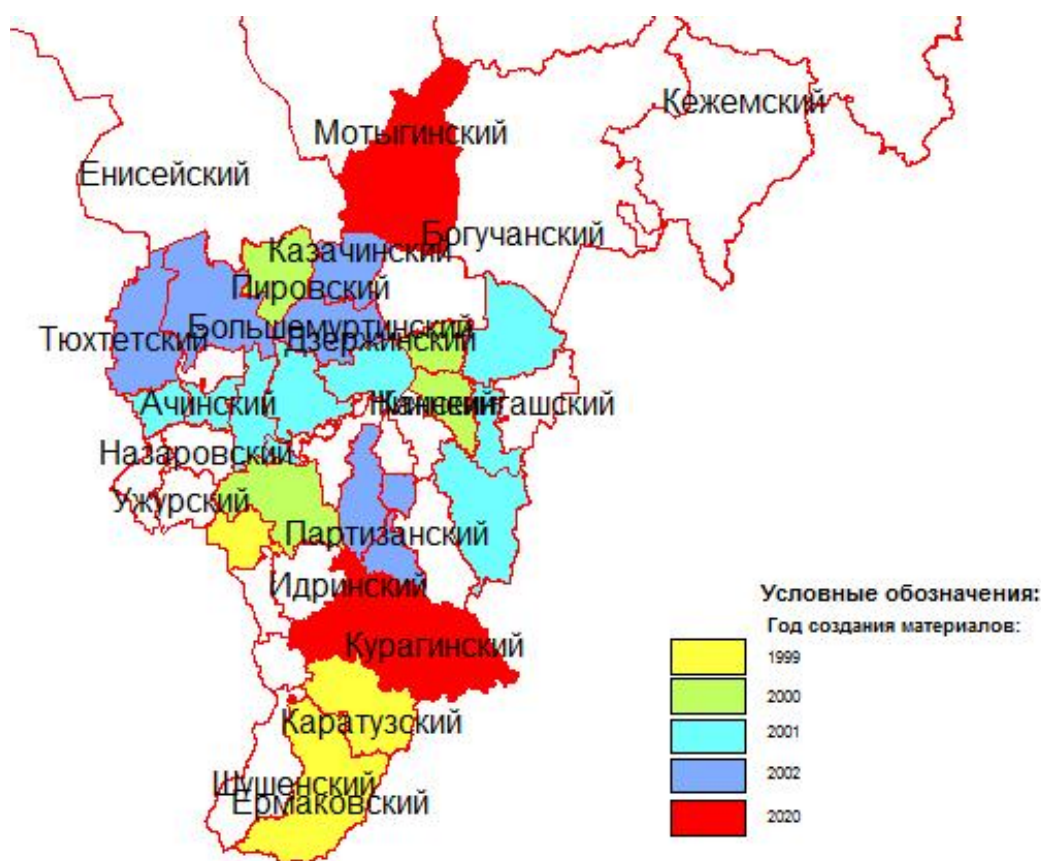 Кежемский
Мотыгинский
Енисейский
Богучанский
Казачинский
Пировский
Большемуртинский
Тюхтетский
Дзержинский
Ачинский
Назаровский
Ужурский
Партизанский
Идринский
Курагинский
Каратузский
Шушенский
Ермаковский
Условные обозначения:
Год создания материалов:
1999
2000
2001
2002
2020